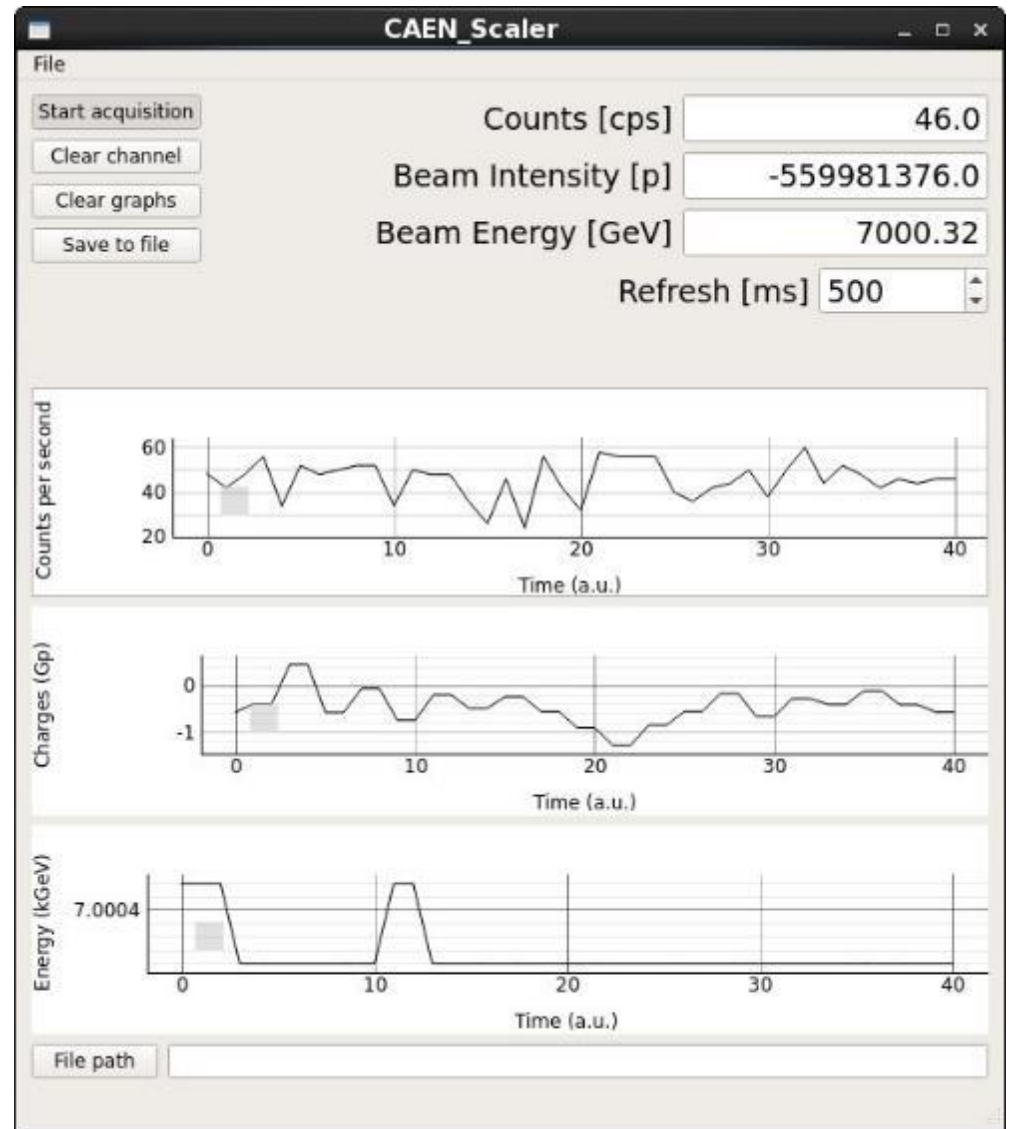 CAEN_Scaler
File
Start acquisition
Clear channel
Clear graphs
Save to file
Counts [cps] 46.0
Beam Intensity [p] -559981376.0
Beam Energy [GeV] 7000.32
Refresh [ms] 500
Counts per second
60
40
20
0 10 20 30 40
Time (a.u.)
Charges (Gp)
0
-1
0 10 20 30 40
Time (a.u.)
Energy (kGeV)
7.0004
0 10 20 30 40
Time (a.u.)
File path